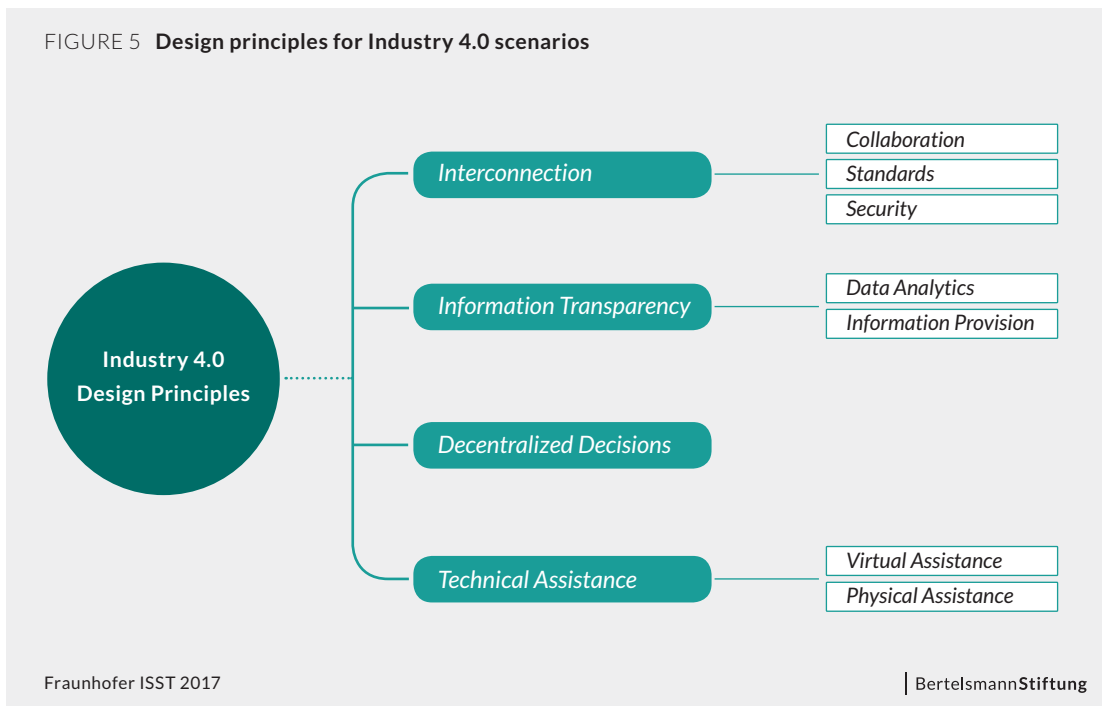 FIGURE 5 Design principles for Industry 4.0 scenarios
Industry 4.0
Design Principles
Interconnection
Collaboration
Standards
Security
Information Transparency
Data Analytics
Information Provision
Decentralized Decisions
Technical Assistance
Virtual Assistance
Physical Assistance
Fraunhofer ISST 2017
BertelsmannStiftung